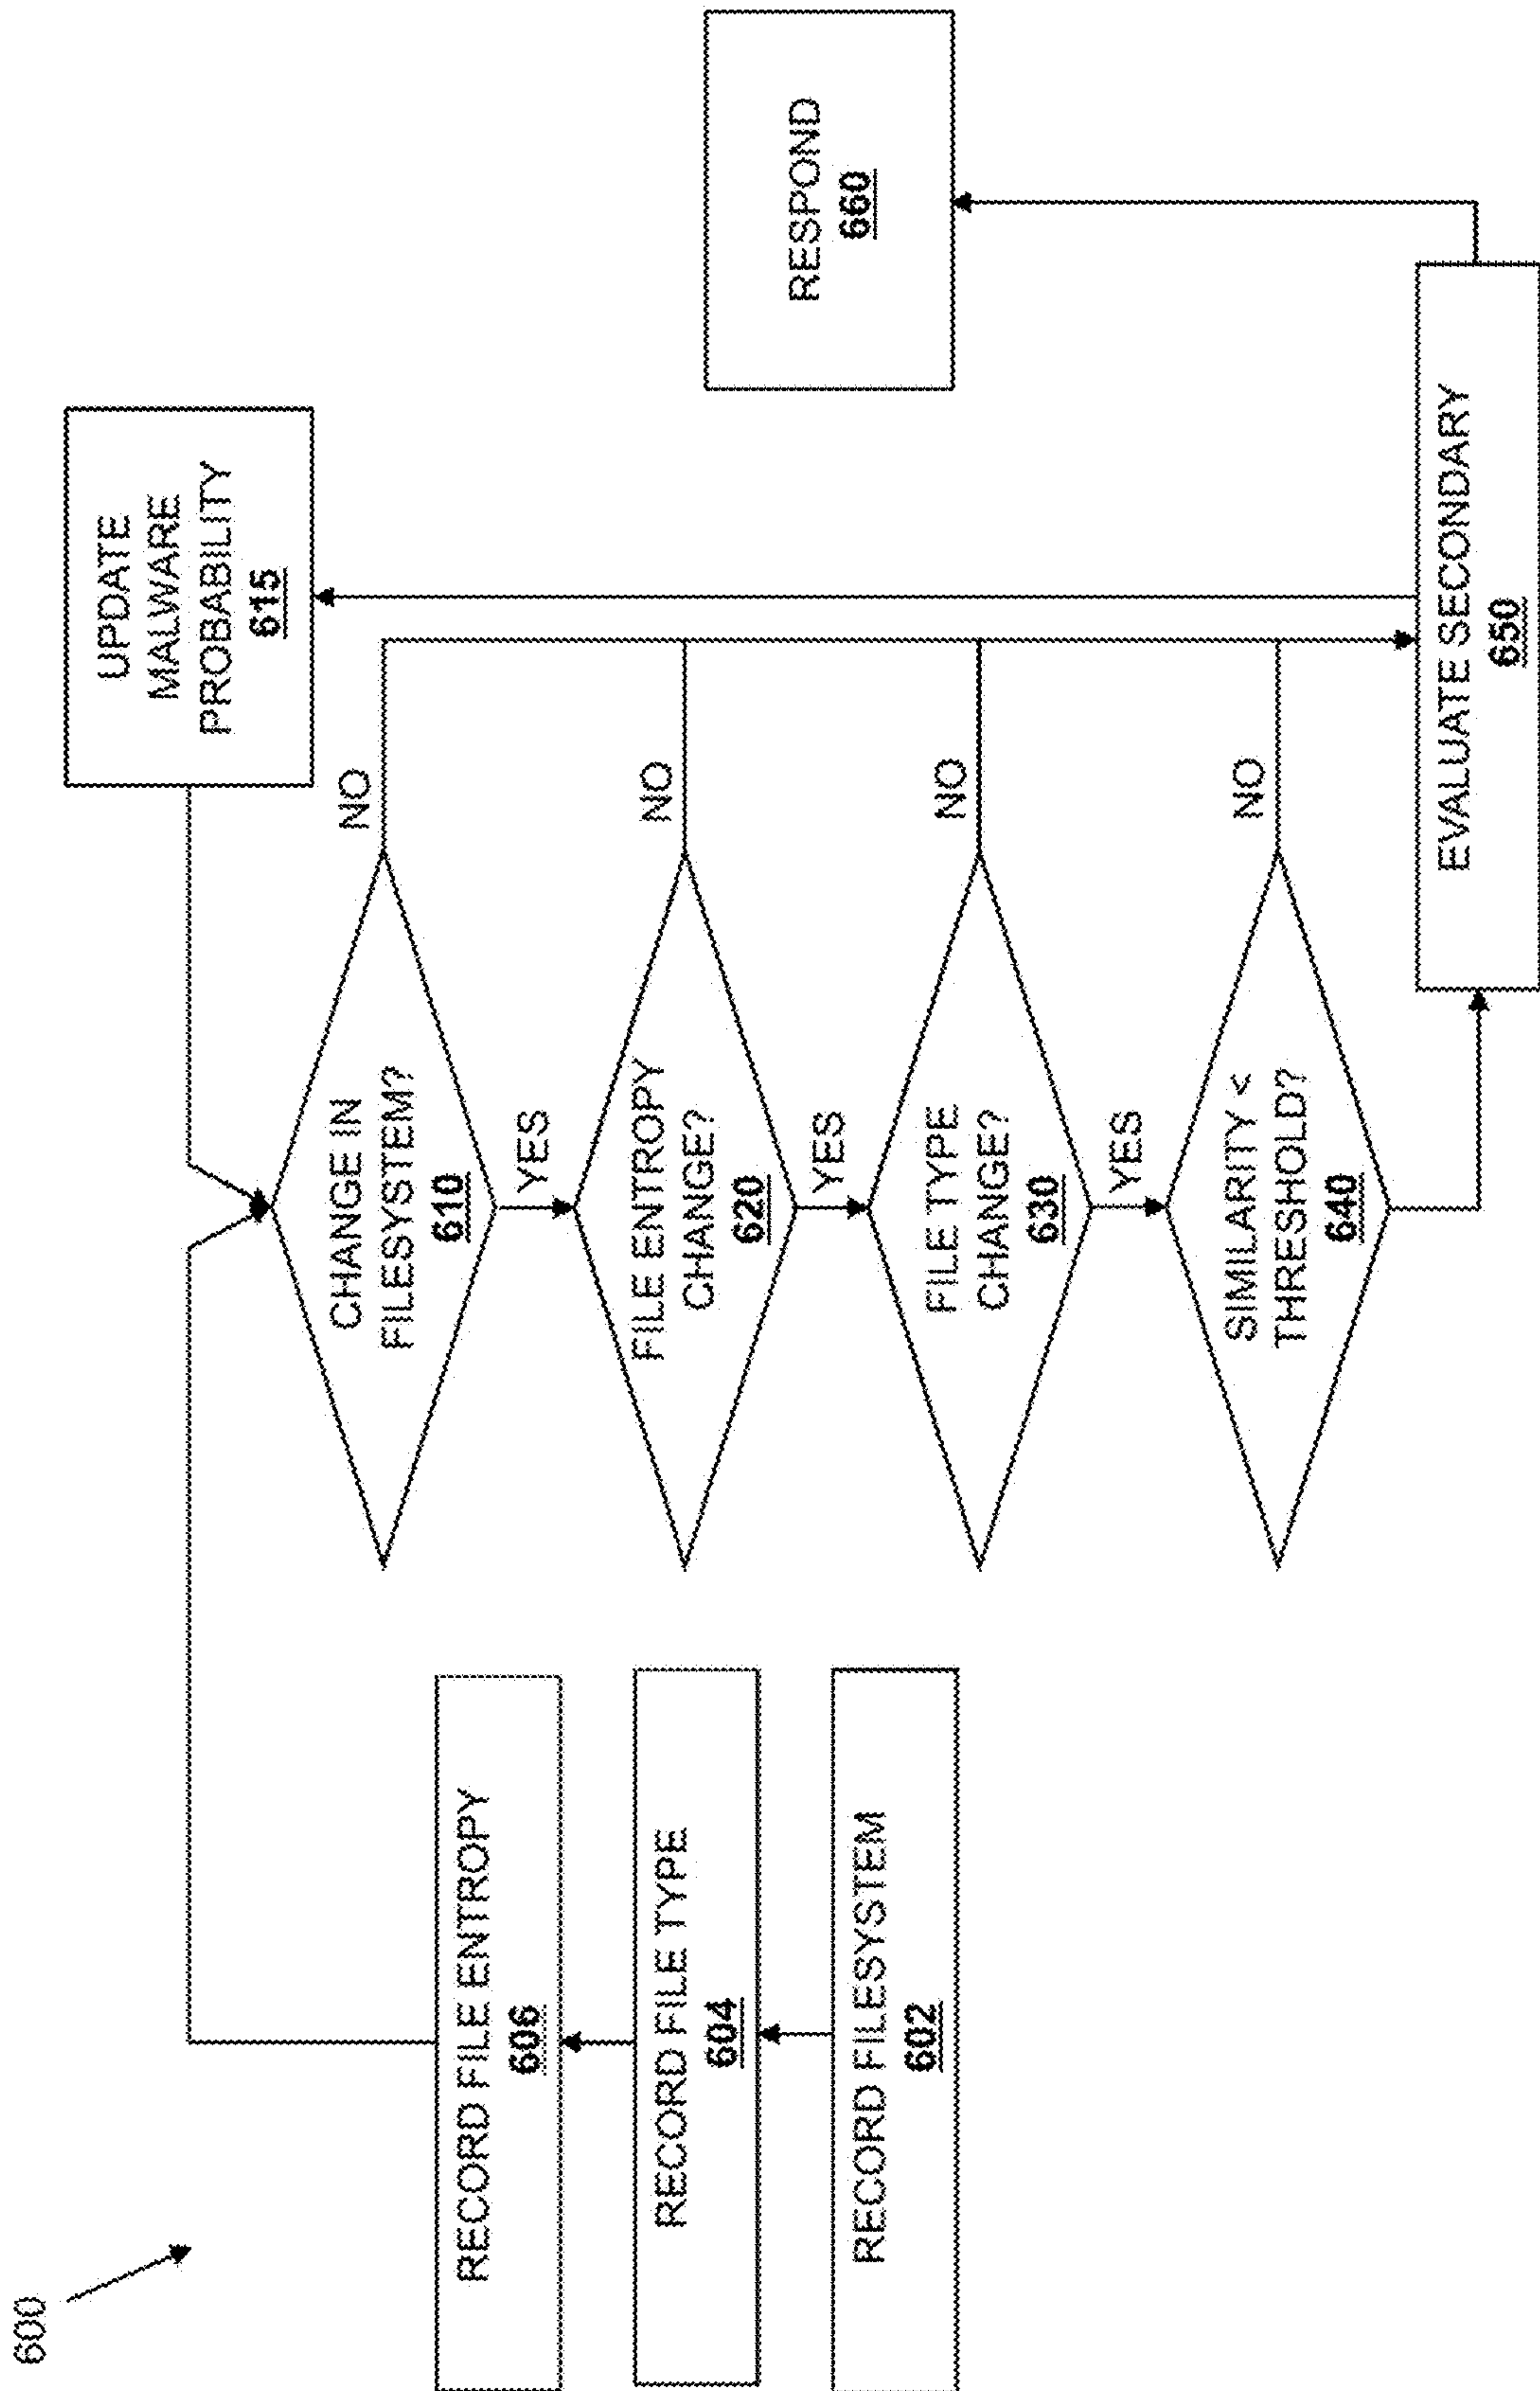 600
RECORD FILE ENTROPY
606
RECORD FILE TYPE
604
RECORD FILESYSTEM
602
CHANGE IN
FILESYSTEM?
610
NO
YES
FILE ENTROPY
CHANGE?
620
NO
YES
FILE TYPE
CHANGE?
630
NO
YES
SIMILARITY <
THRESHOLD?
640
NO
UPDATE
MALWARE
PROBABILITY
615
EVALUATE SECONDARY
650
RESPOND
660